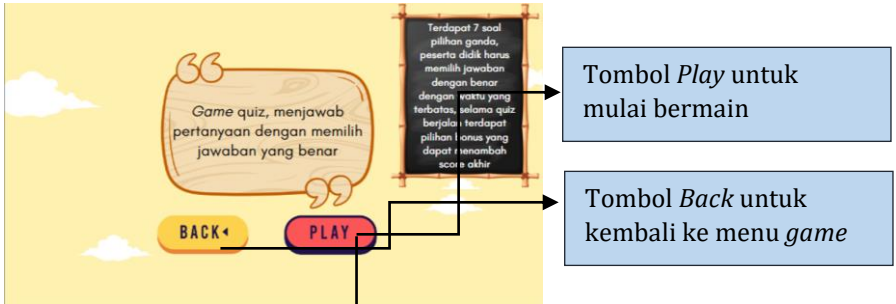 Game quiz, menjawab
pertanyaan dengan memilih
jawaban yang benar
Terdapat 7 soal
pilihan ganda,
peserta didik harus
memilih jawaban
dengan benar
dengan waktu yang
terbatas, selama quiz
berjalan terdapat
pilihan bonus yang
dapat menambah
score akhir
BACK
PLAY
Tombol Play untuk
mulai bermain
Tombol Back untuk
kembali ke menu game